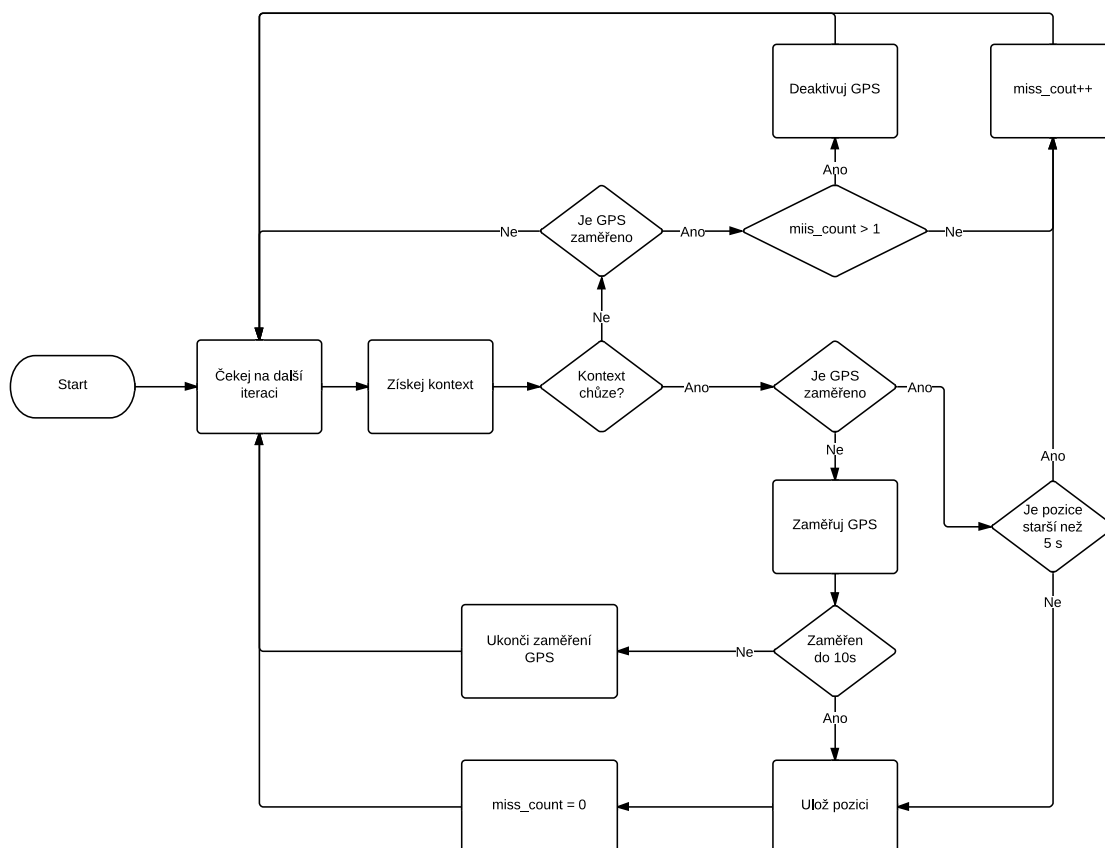 Deaktivuj GPS
miss_cout++
Ano
Je GPS
zaměřeno
Ne
Ano
miis_count > 1
Ne
Ne
Start
Čekej na další
iteraci
Získej kontext
Kontext
chůze?
Ano
Je GPS
zaměřeno
Ano
Ne
Ano
Zaměřuj GPS
Je pozice
starší než
5 s
Ne
Ukonči zaměření
GPS
Ne
Zaměřen
do 10s
Ano
miss_count = 0
Ulož pozici